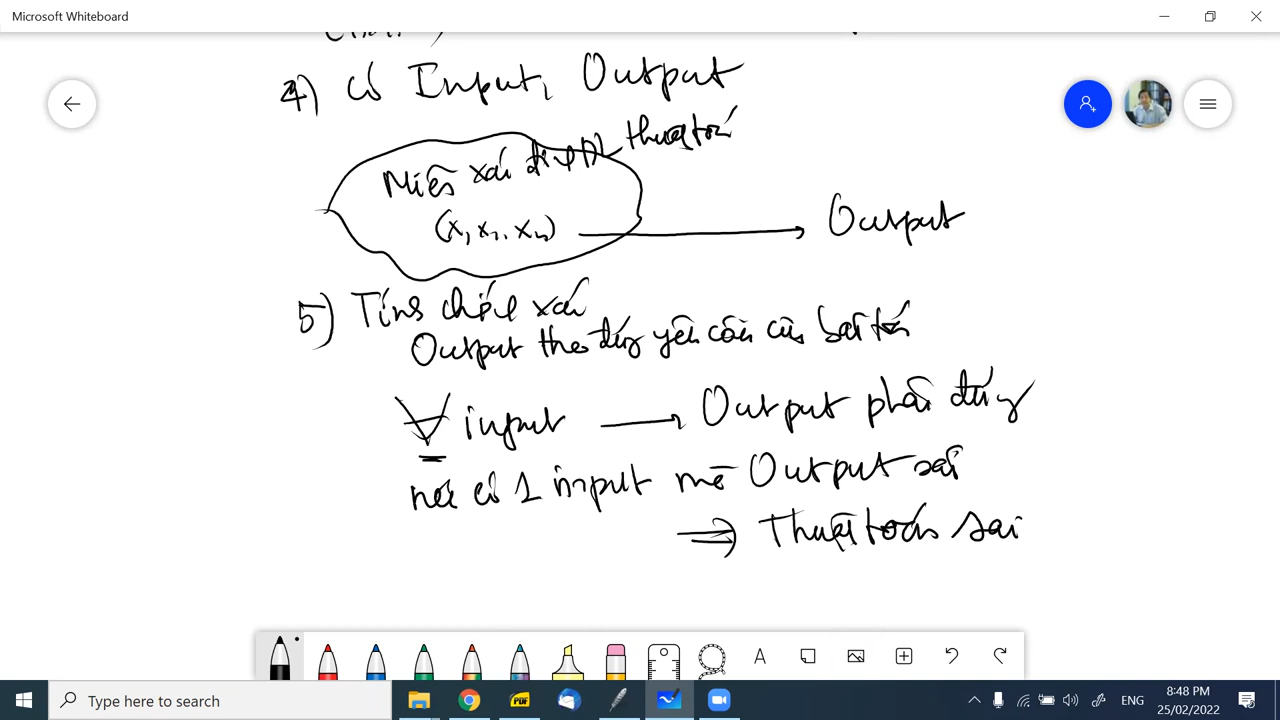 Microsoft Whiteboard
4) có Input, Output
Miền xác định thuật toán
(x₁ x₂.. xₙ) → Output
5) Tính chính xác
Output theo đúng yêu cầu của bài toán
∀ input → Output phải đúng
nếu có 1 input mà Output sai
⇒ Thuật toán sai
A
Type here to search
PDF
ENG
8:48 PM
25/02/2022